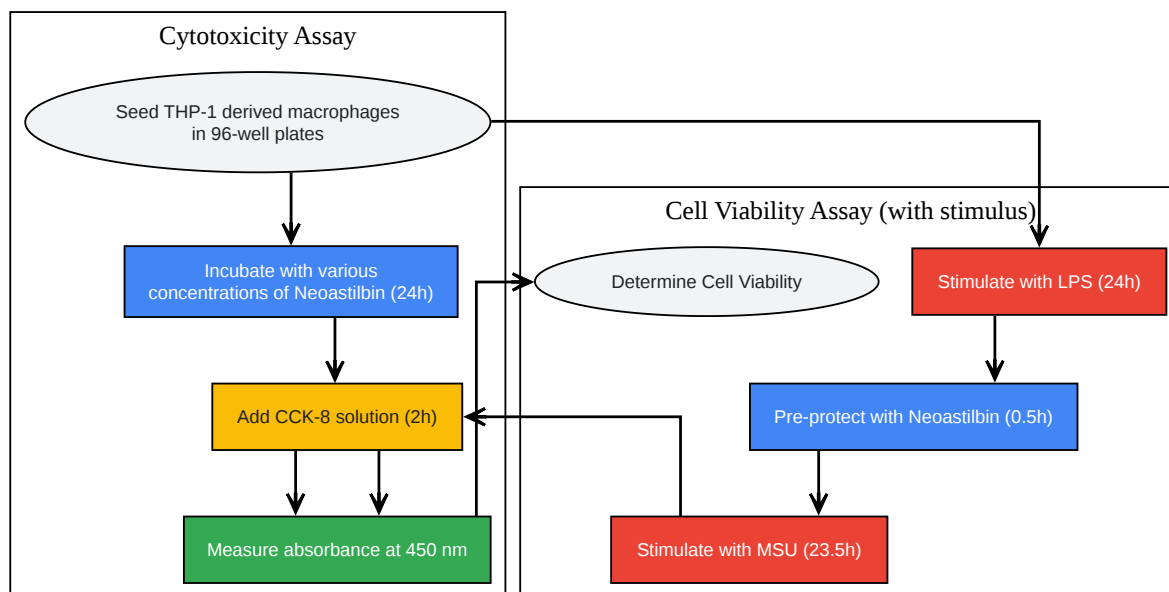 Cytotoxicity Assay
Seed THP-1 derived macrophages
in 96-well plates
Incubate with various
concentrations of Neoastilbin (24h)
Add CCK-8 solution (2h)
Measure absorbance at 450 nm
Cell Viability Assay (with stimulus)
Determine Cell Viability
Stimulate with LPS (24h)
Pre-protect with Neoastilbin (0.5h)
Stimulate with MSU (23.5h)